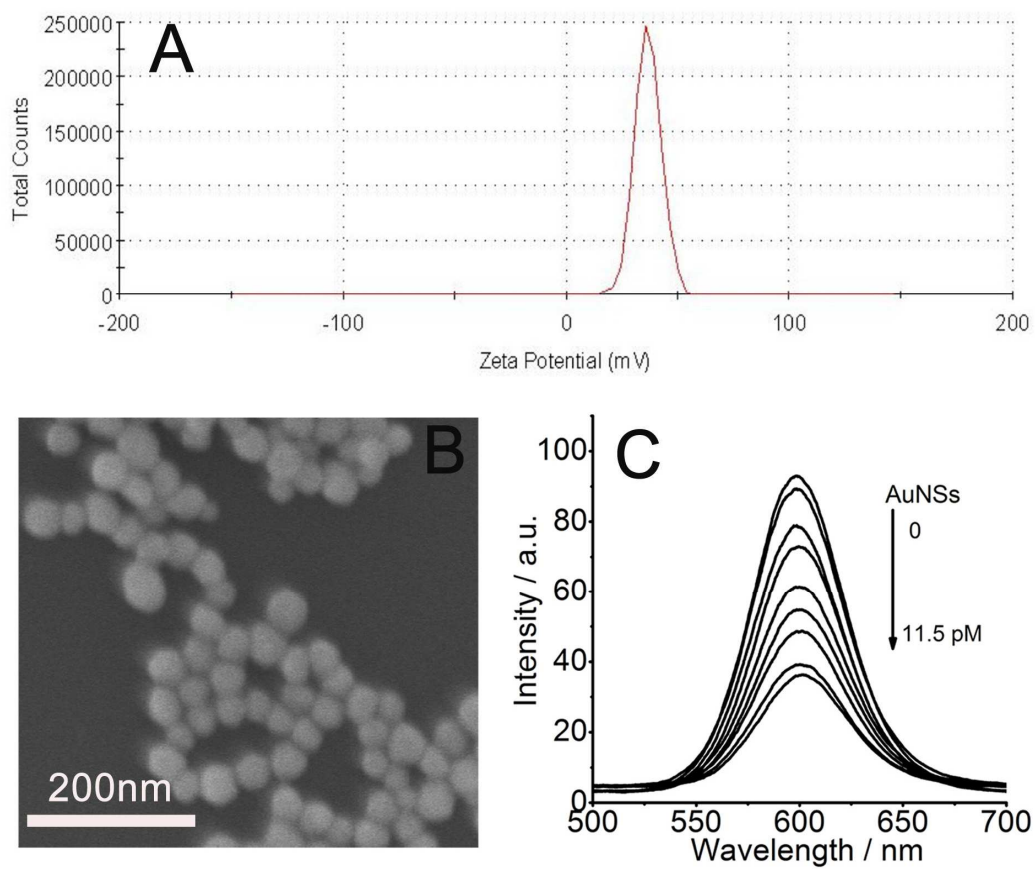 A
Total Counts
250000
200000
150000
100000
50000
0
-200 -100 0 100 200
Zeta Potential (mV)
B
200nm
C
Intensity / a.u.
100
80
60
40
20
0
AuNSs
0
11.5 pM
500 550 600 650 700
Wavelength / nm